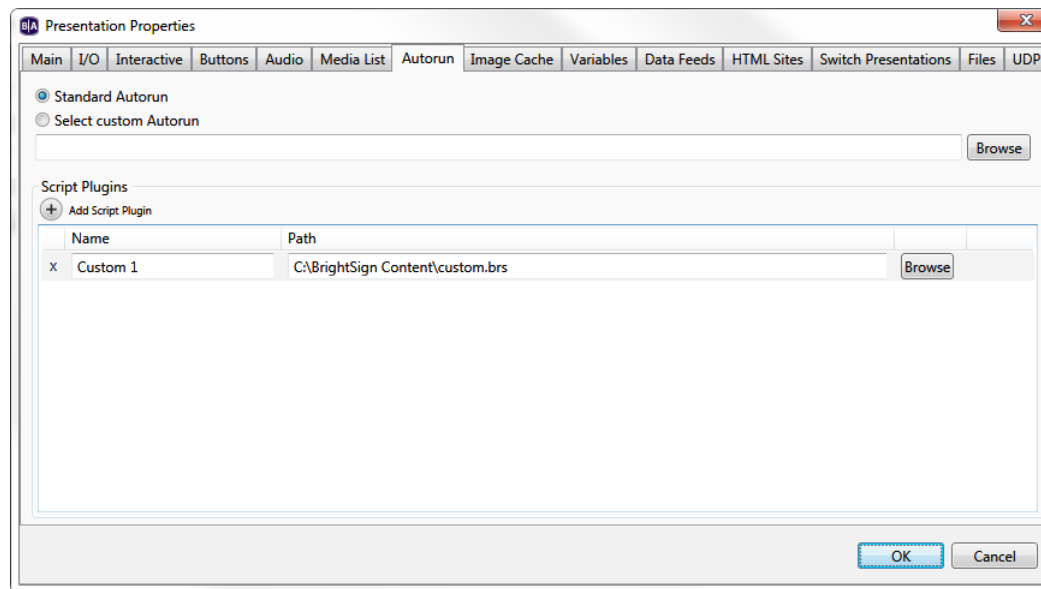 B|A Presentation Properties
Main I/O Interactive Buttons Audio Media List Autorun Image Cache Variables Data Feeds HTML Sites Switch Presentations Files UDP
Standard Autorun
Select custom Autorun
Browse
Script Plugins
+ Add Script Plugin
Name Path
x Custom 1 C:\BrightSign Content\custom.brs Browse
OK Cancel